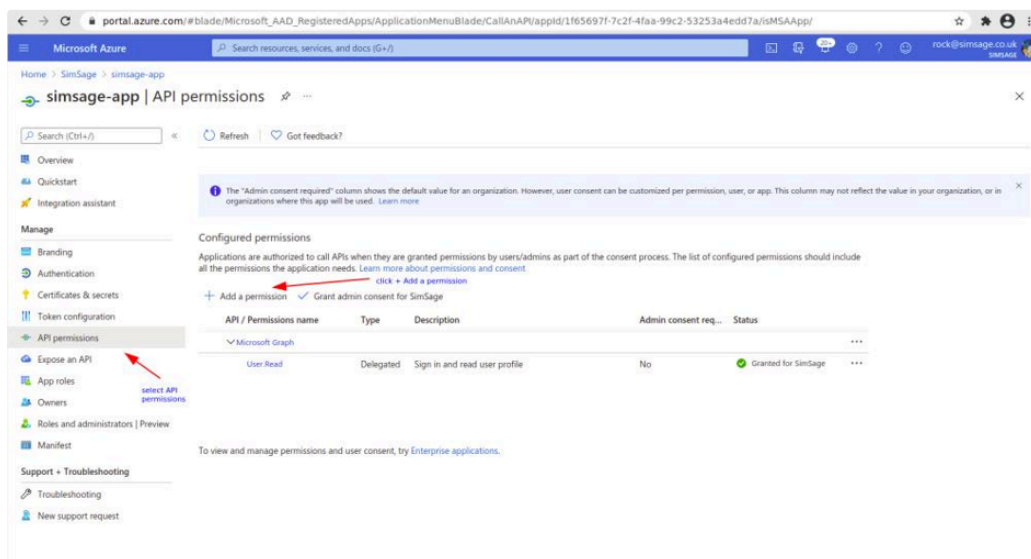 portal.azure.com/#blade/Microsoft_AAD_RegisteredApps/ApplicationMenuBlade/CallAnAPI/appId/1f65697f-7c2f-4faa-99c2-53253a4edd7a/isMSAApp/
Microsoft Azure
Search resources, services, and docs (G+/)
20+
rock@simsage.co.uk
SIMSAGE
Home > SimSage > simsage-app
simsage-app | API permissions
Search (Ctrl+/)
Refresh
Got feedback?
Overview
Quickstart
Integration assistant
The "Admin consent required" column shows the default value for an organization. However, user consent can be customized per permission, user, or app. This column may not reflect the value in your organization, or in
organizations where this app will be used. Learn more
Manage
Branding
Authentication
Certificates & secrets
Token configuration
API permissions
Expose an API
App roles
Owners
Roles and administrators | Preview
Manifest
select API
permissions
Support + Troubleshooting
Troubleshooting
New support request
Configured permissions
Applications are authorized to call APIs when they are granted permissions by users/admins as part of the consent process. The list of configured permissions should include
all the permissions the application needs. Learn more about permissions and consent
click + Add a permission
Add a permission
Grant admin consent for SimSage
API / Permissions name Type Description Admin consent req... Status
Microsoft Graph
User.Read Delegated Sign in and read user profile No Granted for SimSage
To view and manage permissions and user consent, try Enterprise applications.